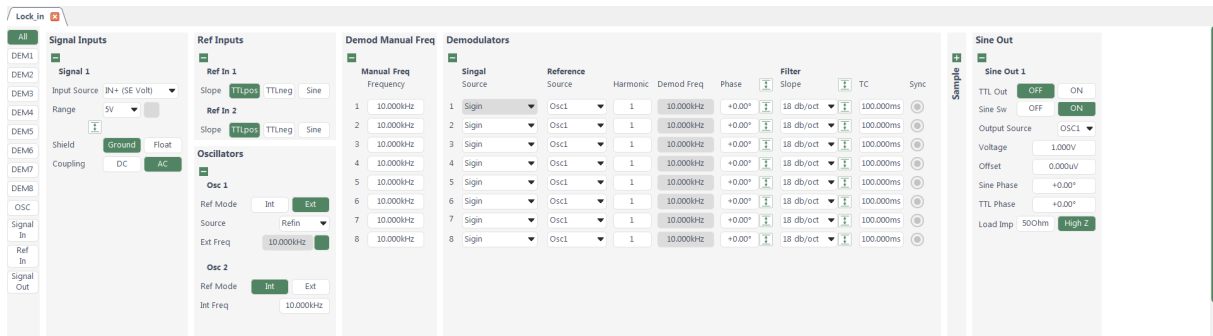 Lock_in
All
DEM1
DEM2
DEM3
DEM4
DEM5
DEM6
DEM7
DEM8
OSC
Signal In
Ref In
Signal Out
Signal Inputs
Signal 1
Input Source IN+ (SE Volt)
Range 5V
Shield Ground Float
Coupling DC AC
Ref Inputs
Ref In 1
Slope TTLpos TTLneg Sine
Ref In 2
Slope TTLpos TTLneg Sine
Oscillators
Osc 1
Ref Mode Int Ext
Source Refin
Ext Freq 10.000kHz
Osc 2
Ref Mode Int Ext
Int Freq 10.000kHz
Demod Manual Freq
Manual Freq
Frequency
1 10.000kHz
2 10.000kHz
3 10.000kHz
4 10.000kHz
5 10.000kHz
6 10.000kHz
7 10.000kHz
8 10.000kHz
Demodulators
Singal Reference Filter
Source Source Harmonic Demod Freq Phase Slope TC Sync
1 Sigin Osc1 1 10.000kHz +0.00° 18 db/oct 100.000ms
2 Sigin Osc1 1 10.000kHz +0.00° 18 db/oct 100.000ms
3 Sigin Osc1 1 10.000kHz +0.00° 18 db/oct 100.000ms
4 Sigin Osc1 1 10.000kHz +0.00° 18 db/oct 100.000ms
5 Sigin Osc1 1 10.000kHz +0.00° 18 db/oct 100.000ms
6 Sigin Osc1 1 10.000kHz +0.00° 18 db/oct 100.000ms
7 Sigin Osc1 1 10.000kHz +0.00° 18 db/oct 100.000ms
8 Sigin Osc1 1 10.000kHz +0.00° 18 db/oct 100.000ms
Sample
Sine Out
Sine Out 1
TTL Out OFF ON
Sine Sw OFF ON
Output Source OSC1
Voltage 1.000V
Offset 0.000uV
Sine Phase +0.00°
TTL Phase +0.00°
Load Imp 50Ohm High Z